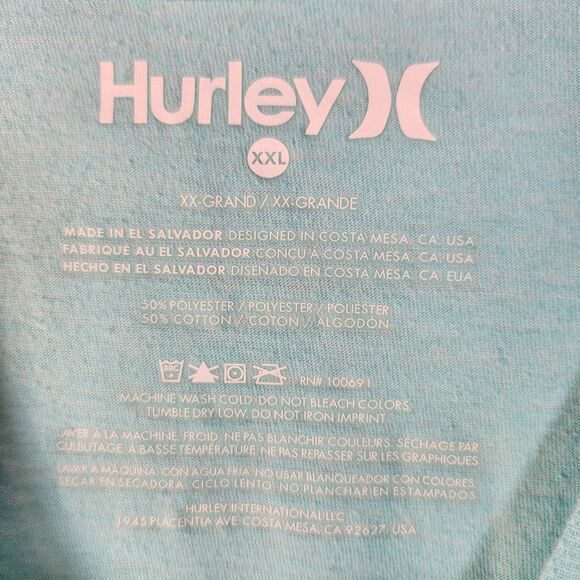 Hurley
XXL
XX-GRAND / XX-GRANDE
MADE IN EL SALVADOR DESIGNED IN COSTA MESA, CA. USA
FABRIQUÉ AU EL SALVADOR CONÇU À COSTA MESA, CA. USA
HECHO EN EL SALVADOR DISENADO EN COSTA MESA, CA. EUA
50% POLYESTER / POLYESTER / POLIÉSTER
50% COTTON / COTON / ALGODÓN
30C RN# 100691
MACHINE WASH COLD. DO NOT BLEACH COLORS.
TUMBLE DRY LOW. DO NOT IRON IMPRINT
LAVER À LA MACHINE, FROID. NE PAS BLANCHIR COULEURS. SÉCHAGE PAR
CULBUTAGE, À BASSE TEMPÉRATURE. NE PAS REPASSER SUR LES GRAPHIQUES
LAVAR A MÁQUINA, CON AGUA FRIA. NO USAR BLANQUEADOR CON COLORES.
SECAR EN SECADORA, CICLO LENTO. NO PLANCHAR EN ESTAMPADOS
HURLEY INTERNATIONAL LLC
1945 PLACENTIA AVE. COSTA MESA, CA 92627. USA